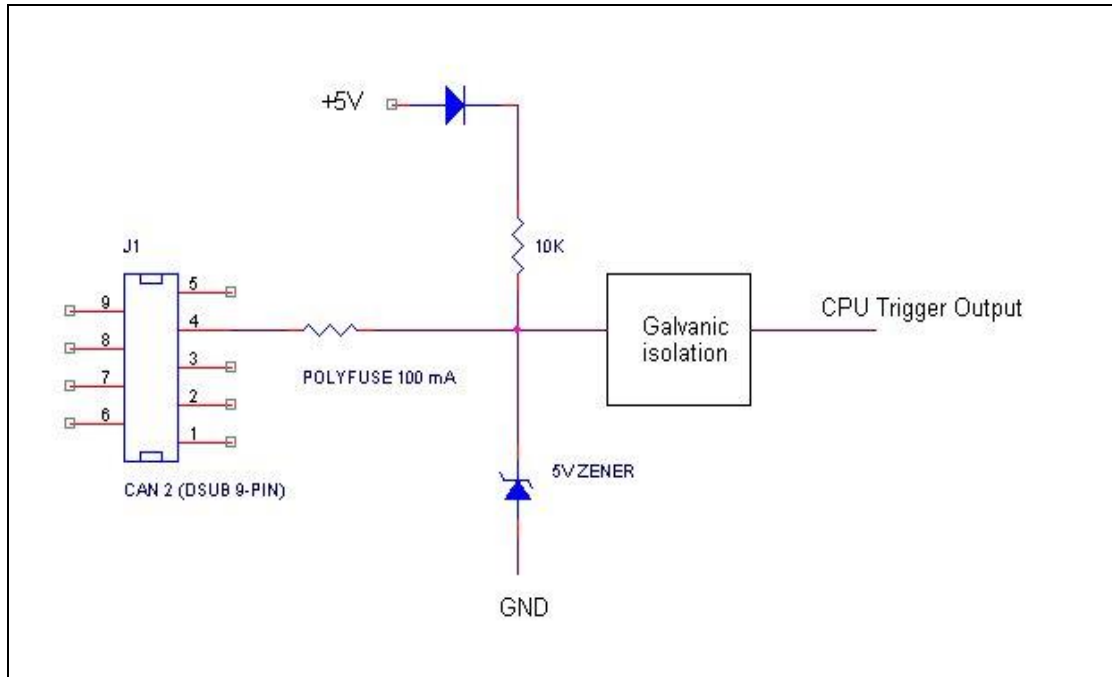 +5V
J1
10K
5
9
4
8
3
7
2
6
1
Galvanic
isolation
CPU Trigger Output
POLYFUSE 100 mA
CAN 2 (DSUB 9-PIN)
5V ZENER
GND